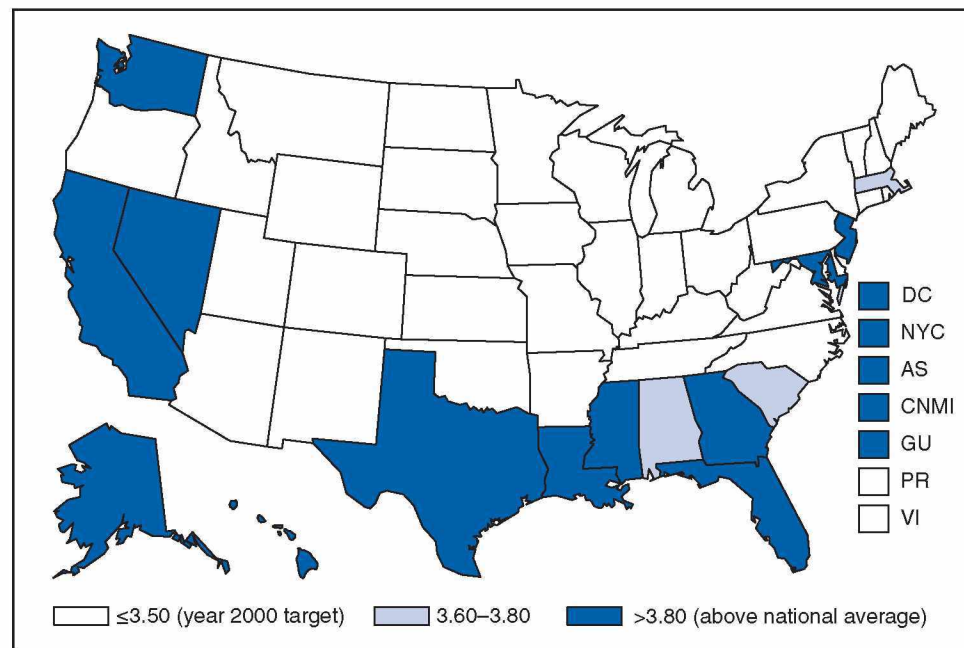 DC
NYC
AS
CNMI
GU
PR
VI
≤3.50 (year 2000 target) 3.60–3.80 >3.80 (above national average)